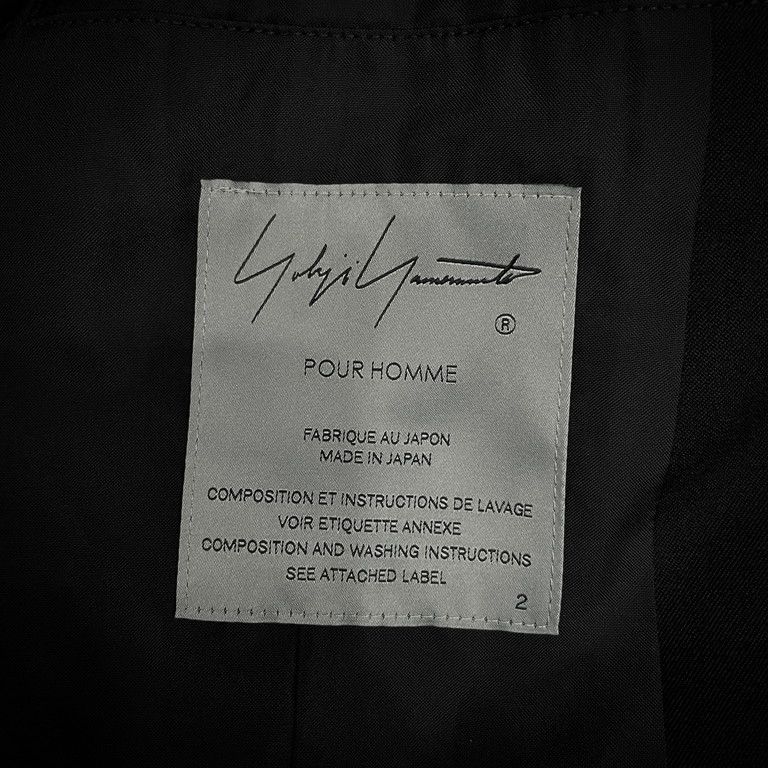 Yohji Yamamoto
®
POUR HOMME
FABRIQUE AU JAPON
MADE IN JAPAN
COMPOSITION ET INSTRUCTIONS DE LAVAGE
VOIR ETIQUETTE ANNEXE
COMPOSITION AND WASHING INSTRUCTIONS
SEE ATTACHED LABEL
2